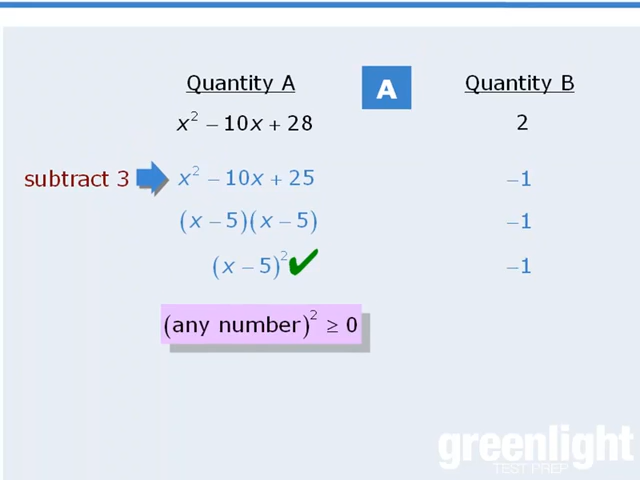 Quantity A A Quantity B
x² – 10x + 28 2
subtract 3 x² – 10x + 25 –1
(x – 5)(x – 5) –1
(x – 5)² ✔ –1
(any number)² ≥ 0
greenlight
TEST PREP